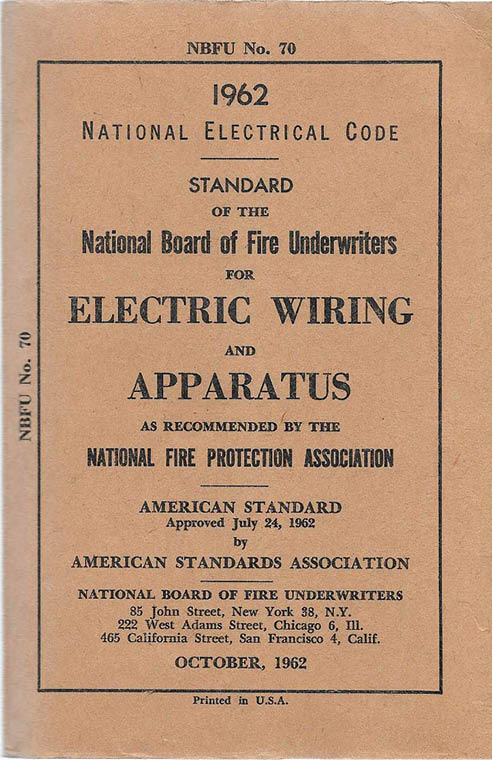 NBFU No. 70
1962
NATIONAL ELECTRICAL CODE
STANDARD
OF THE
National Board of Fire Underwriters
FOR
ELECTRIC WIRING
AND
APPARATUS
AS RECOMMENDED BY THE
NATIONAL FIRE PROTECTION ASSOCIATION
AMERICAN STANDARD
Approved July 24, 1962
by
AMERICAN STANDARDS ASSOCIATION
NATIONAL BOARD OF FIRE UNDERWRITERS
85 John Street, New York 38, N.Y.
222 West Adams Street, Chicago 6, Ill.
465 California Street, San Francisco 4, Calif.
OCTOBER, 1962
Printed in U.S.A.
NBFU No. 70